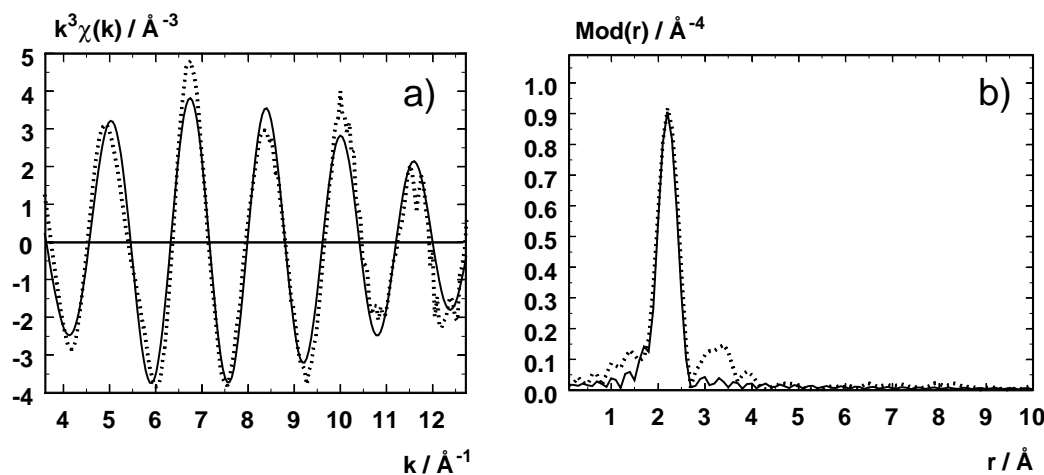 k³χ(k) / Å⁻³
5
4
3
2
1
0
-1
-2
-3
-4
a)
4 5 6 7 8 9 10 11 12
k / Å⁻¹
Mod(r) / Å⁻⁴
1.0
0.9
0.8
0.7
0.6
0.5
0.4
0.3
0.2
0.1
0.0
b)
1 2 3 4 5 6 7 8 9 10
r / Å